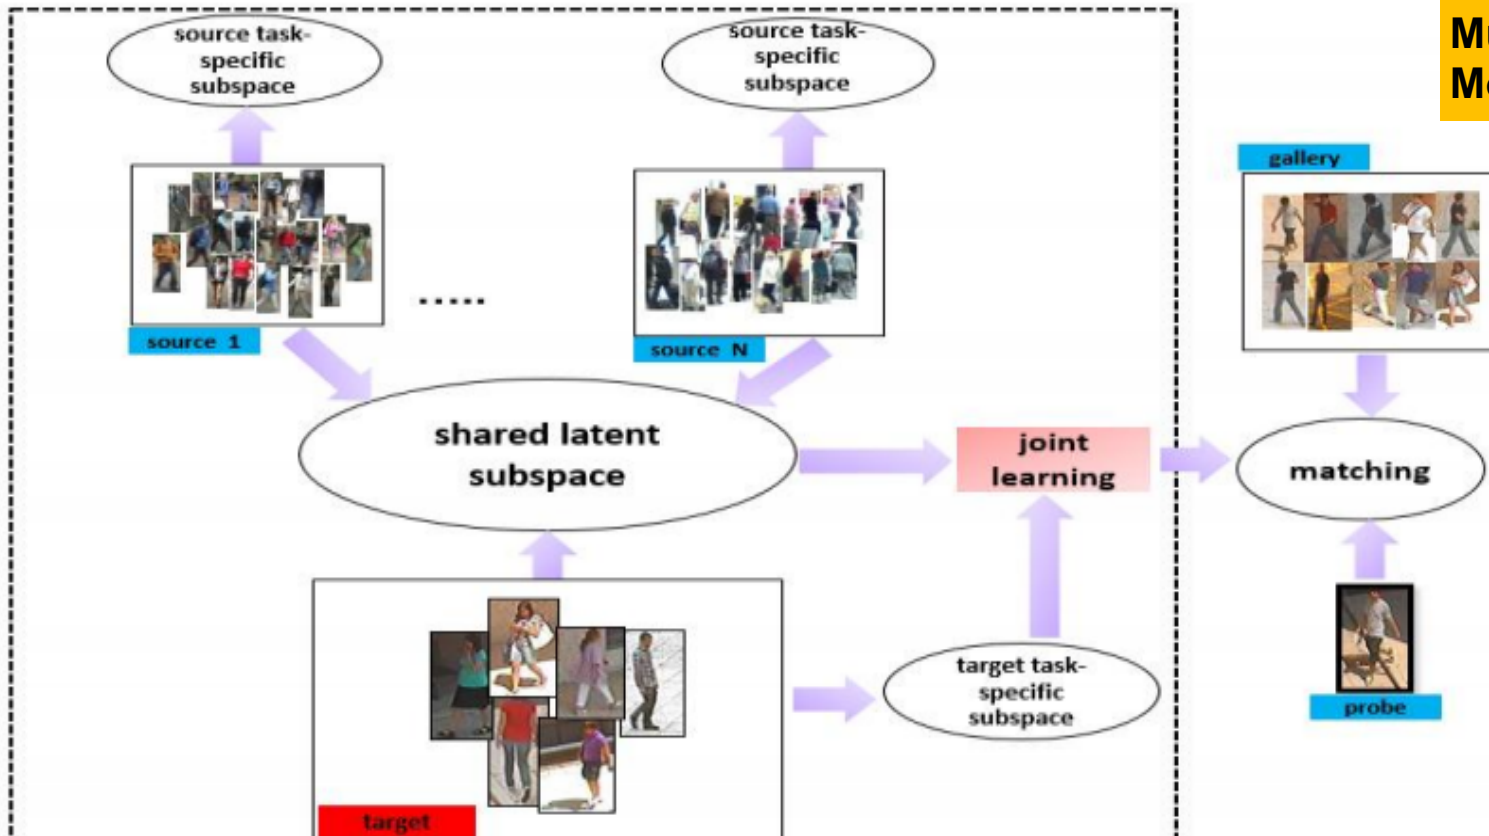 source task-
specific
subspace
source task-
specific
subspace
gallery
source 1
.....
source N
shared latent
subspace
joint
learning
matching
target task-
specific
subspace
probe
target